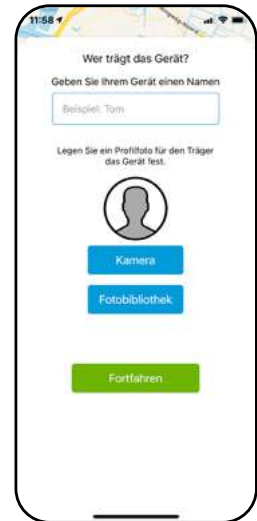 11:58
Wer trägt das Gerät?
Geben Sie Ihrem Gerät einen Namen
Beispiel: Tom
Legen Sie ein Profilfoto für den Träger
das Gerät fest.
Kamera
Fotobibliothek
Fortfahren